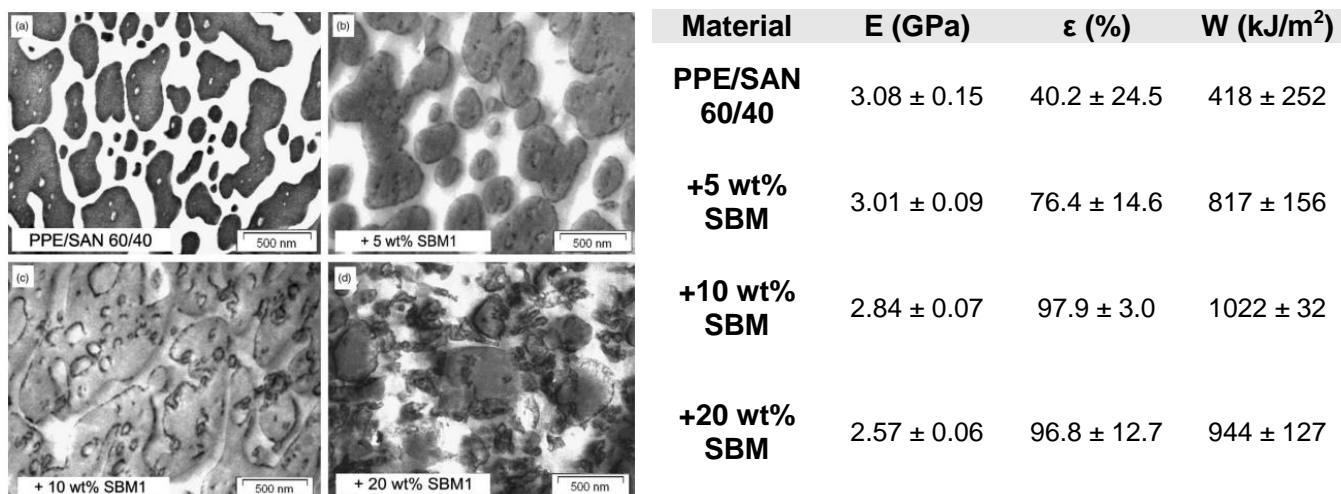 (a)
PPE/SAN 60/40
500 nm
(b)
+ 5 wt% SBM1
500 nm
(c)
+ 10 wt% SBM1
500 nm
(d)
+ 20 wt% SBM1
500 nm
Material E (GPa) ε (%) W (kJ/m²)
PPE/SAN
60/40 3.08 ± 0.15 40.2 ± 24.5 418 ± 252
+5 wt%
SBM 3.01 ± 0.09 76.4 ± 14.6 817 ± 156
+10 wt%
SBM 2.84 ± 0.07 97.9 ± 3.0 1022 ± 32
+20 wt%
SBM 2.57 ± 0.06 96.8 ± 12.7 944 ± 127